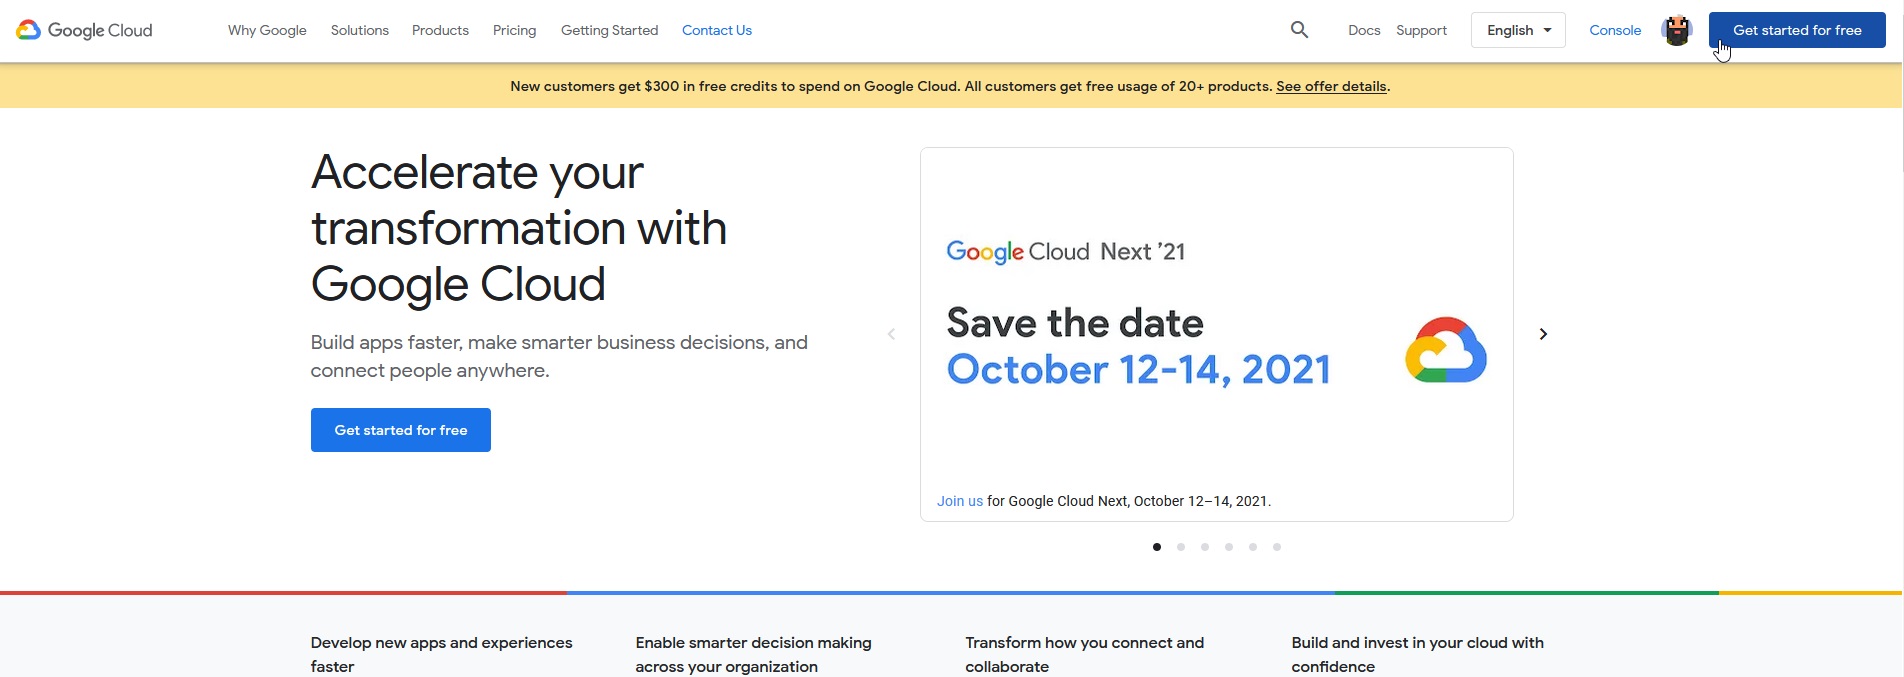 Google Cloud
Why Google
Solutions
Products
Pricing
Getting Started
Contact Us
Docs
Support
English
Console
Get started for free
New customers get $300 in free credits to spend on Google Cloud. All customers get free usage of 20+ products. See offer details.
Accelerate your
transformation with
Google Cloud
Build apps faster, make smarter business decisions, and
connect people anywhere.
Get started for free
Google Cloud Next ’21
Save the date
October 12-14, 2021
Join us for Google Cloud Next, October 12–14, 2021.
Develop new apps and experiences
faster
Enable smarter decision making
across your organization
Transform how you connect and
collaborate
Build and invest in your cloud with
confidence